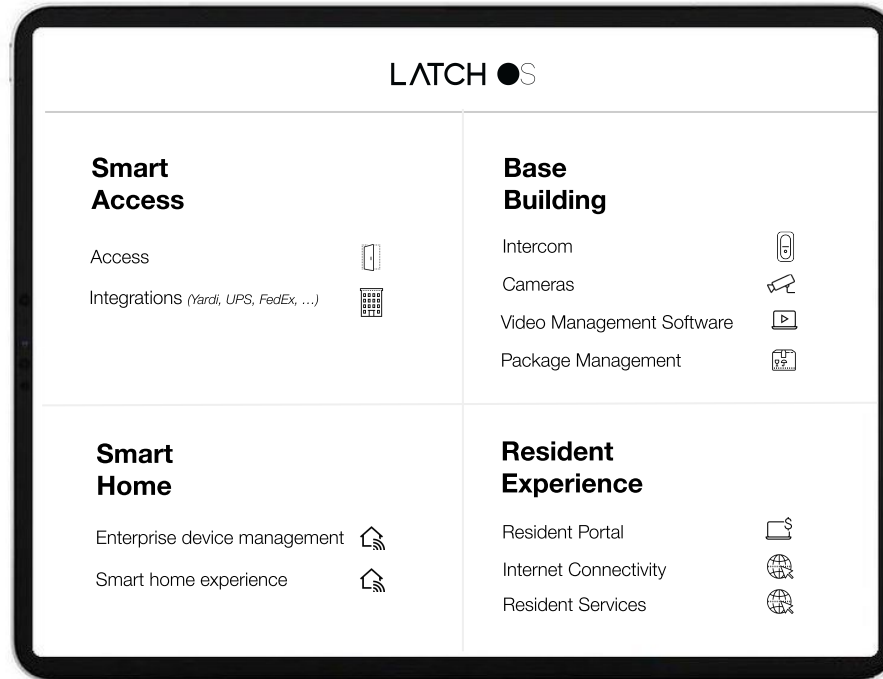 LATCH OS
Smart
Access
Access
Integrations (Yardi, UPS, FedEx, ...)
Base
Building
Intercom
Cameras
Video Management Software
Package Management
Smart
Home
Enterprise device management
Smart home experience
Resident
Experience
Resident Portal
Internet Connectivity
Resident Services